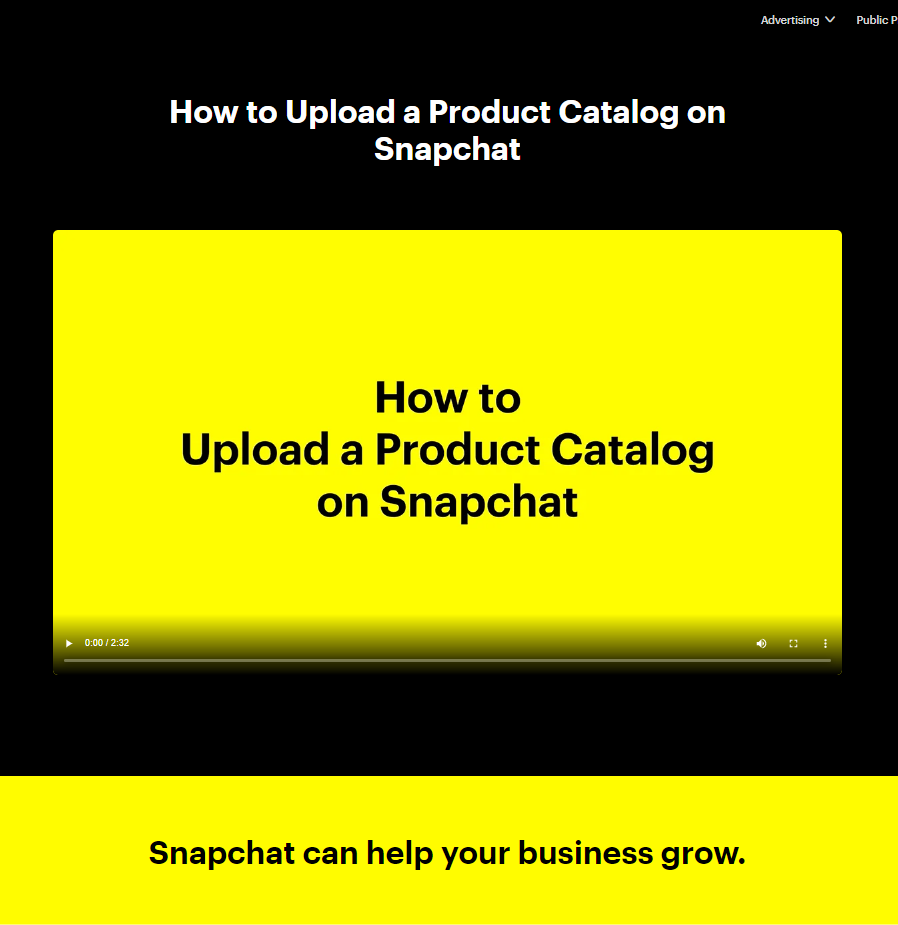 Advertising
Public P
How to Upload a Product Catalog on
Snapchat
How to
Upload a Product Catalog
on Snapchat
0:00 / 2:32
Snapchat can help your business grow.